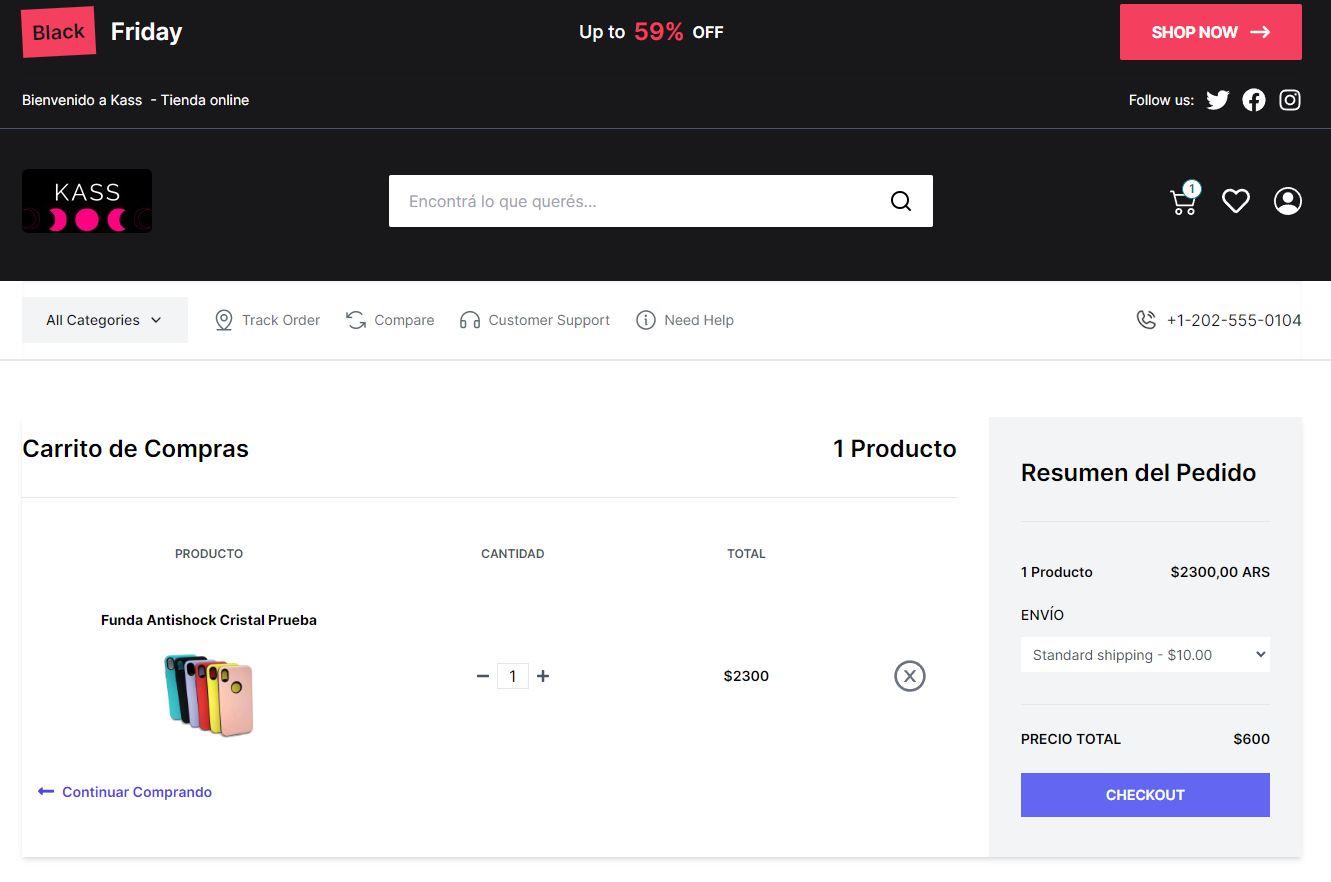 Black Friday
Up to 59% OFF
SHOP NOW
Bienvenido a Kass - Tienda online
Follow us:
KASS
Encontrá lo que querés...
1
All Categories
Track Order
Compare
Customer Support
Need Help
+1-202-555-0104
Carrito de Compras
1 Producto
PRODUCTO
CANTIDAD
TOTAL
Funda Antishock Cristal Prueba
1
$2300
X
Continuar Comprando
Resumen del Pedido
1 Producto
$2300,00 ARS
ENVÍO
Standard shipping - $10.00
PRECIO TOTAL
$600
CHECKOUT